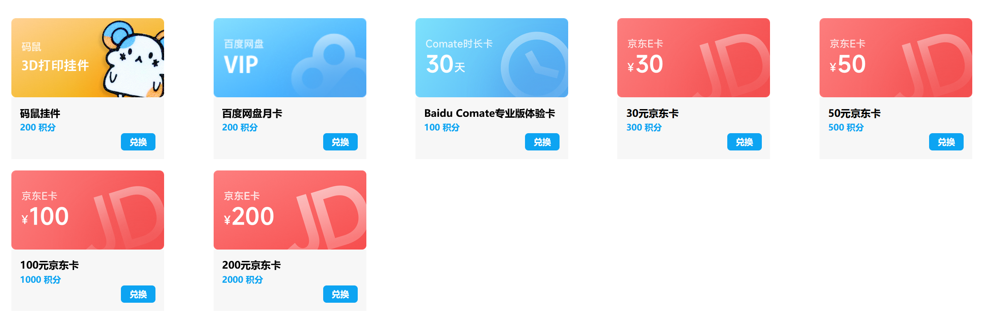 码鼠
3D打印挂件
码鼠挂件
200 积分
兑换
百度网盘
VIP
百度网盘月卡
200 积分
兑换
Comate时长卡
30天
Baidu Comate专业版体验卡
100 积分
兑换
京东E卡
¥30
JD
30元京东卡
300 积分
兑换
京东E卡
¥50
JD
50元京东卡
500 积分
兑换
京东E卡
¥100
JD
100元京东卡
1000 积分
兑换
京东E卡
¥200
JD
200元京东卡
2000 积分
兑换